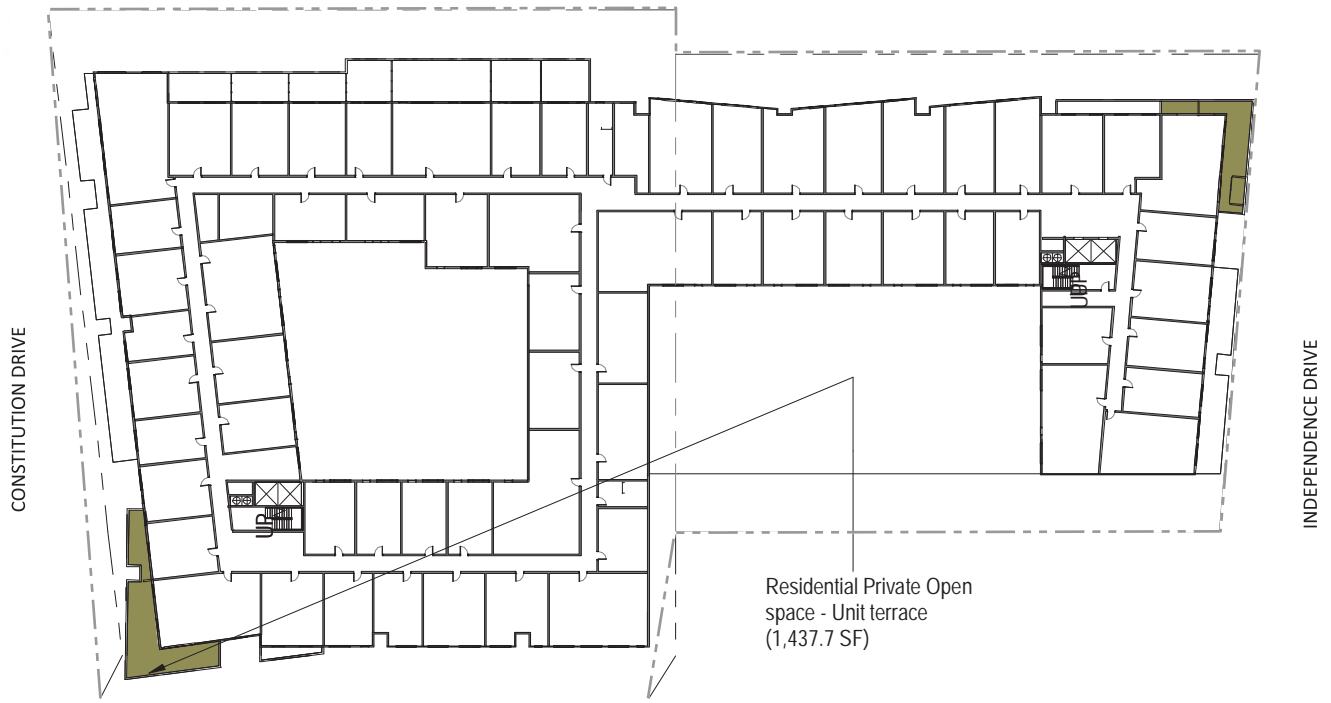 CONSTITUTION DRIVE
UP
UP
Residential Private Open
space - Unit terrace
(1,437.7 SF)
INDEPENDENCE DRIVE